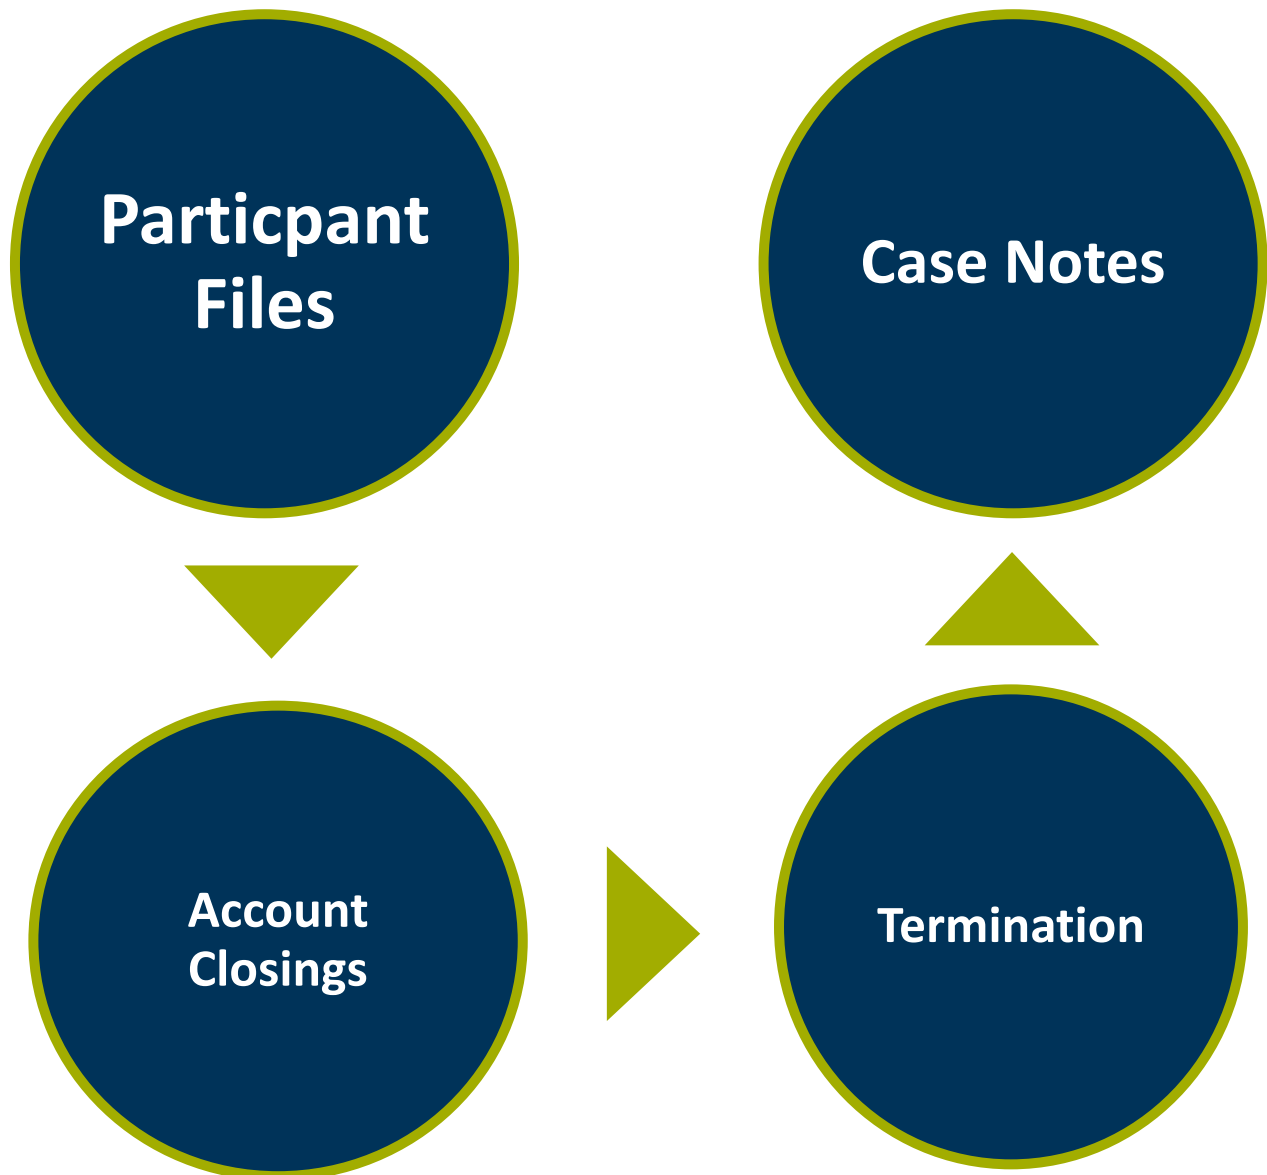 Particpant
Files
Case Notes
Account
Closings
Termination